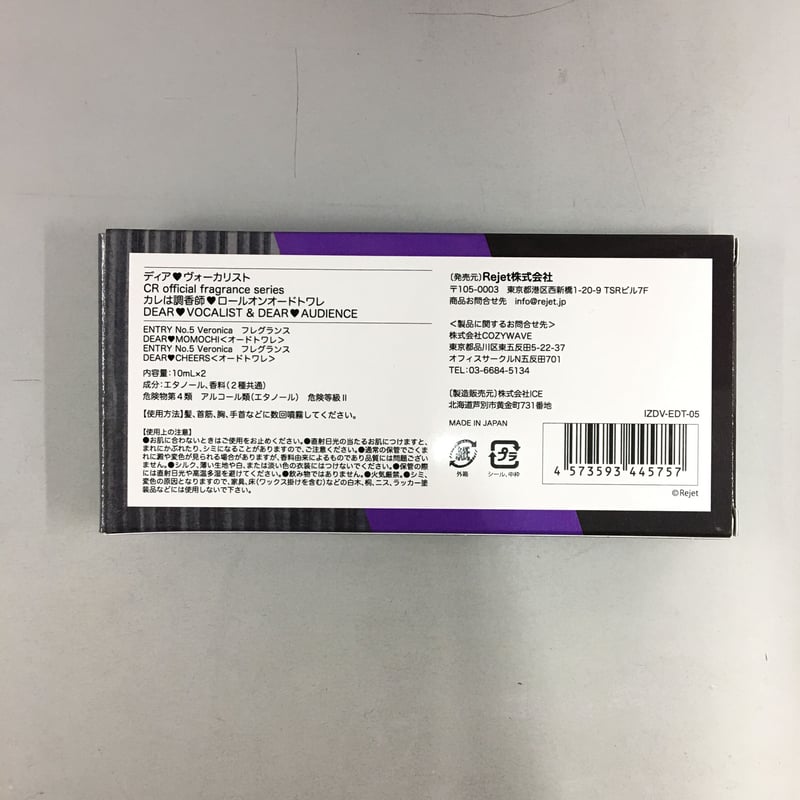 ディア♥ヴォーカリスト
CR official fragrance series
カレは調香師♥ロールオンオードトワレ
DEAR♥VOCALIST & DEAR♥AUDIENCE
ENTRY No.5 Veronica フレグランス
DEAR♥MOMOCHI<オードトワレ>
ENTRY No.5 Veronica フレグランス
DEAR♥CHEERS<オードトワレ>
内容量:10mL×2
成分:エタノール、香料(2種共通)
危険物第4類 アルコール類(エタノール) 危険等級Ⅱ
【使用方法】髪、首筋、胸、手首などに数回噴霧してください。
【使用上の注意】
●お肌に合わないときはご使用をお止めください。●直射日光の当たるお肌につけますと、
まれにかぶれたり、シミになることがありますので、ご注意ください。●通常の保管でごくま
れに澱や変色が見られる場合がありますが、香料由来によるものであり品質には問題ござい
ません。●シルク、薄い生地や白、または淡い色の衣装にはつけないでください。●保管の際
には直射日光や高温多湿を避けてください。●飲み物ではありません。●火気厳禁。●シミ、
変色の原因となりますので、家具、床(ワックス掛けを含む)などの白木、桐、ニス、ラッカー塗
装品などには使用しないで下さい。
(発売元)Rejet株式会社
〒105-0003 東京都港区西新橋1-20-9 TSRビル7F
商品お問合せ先 info@rejet.jp
<製品に関するお問合せ先>
株式会社COZYWAVE
東京都品川区東五反田5-22-37
オフィスサークルN五反田701
TEL:03-6684-5134
(製造販売元)株式会社ICE
北海道芦別市黄金町731番地
MADE IN JAPAN
IZDV-EDT-05
紙
外箱
プラ
シール、中枠
4 573593 445757
©Rejet